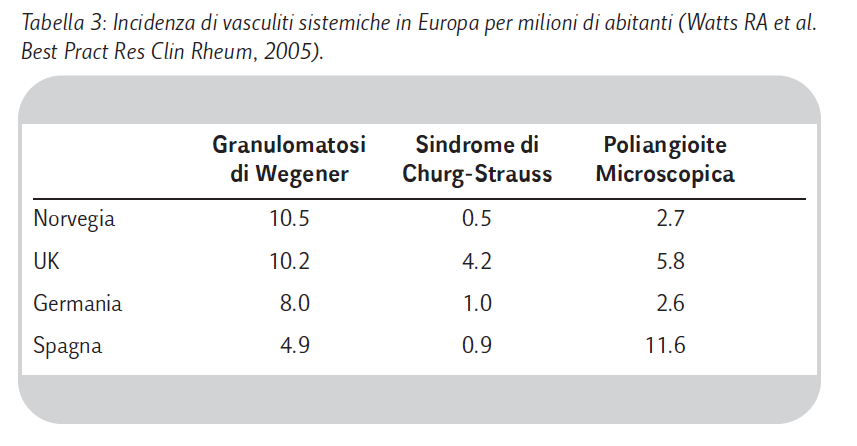 Tabella 3: Incidenza di vasculiti sistemiche in Europa per milioni di abitanti (Watts RA et al.
Best Pract Res Clin Rheum, 2005).
Granulomatosi di Wegener Sindrome di Churg-Strauss Poliangioite Microscopica
Norvegia 10.5 0.5 2.7
UK 10.2 4.2 5.8
Germania 8.0 1.0 2.6
Spagna 4.9 0.9 11.6